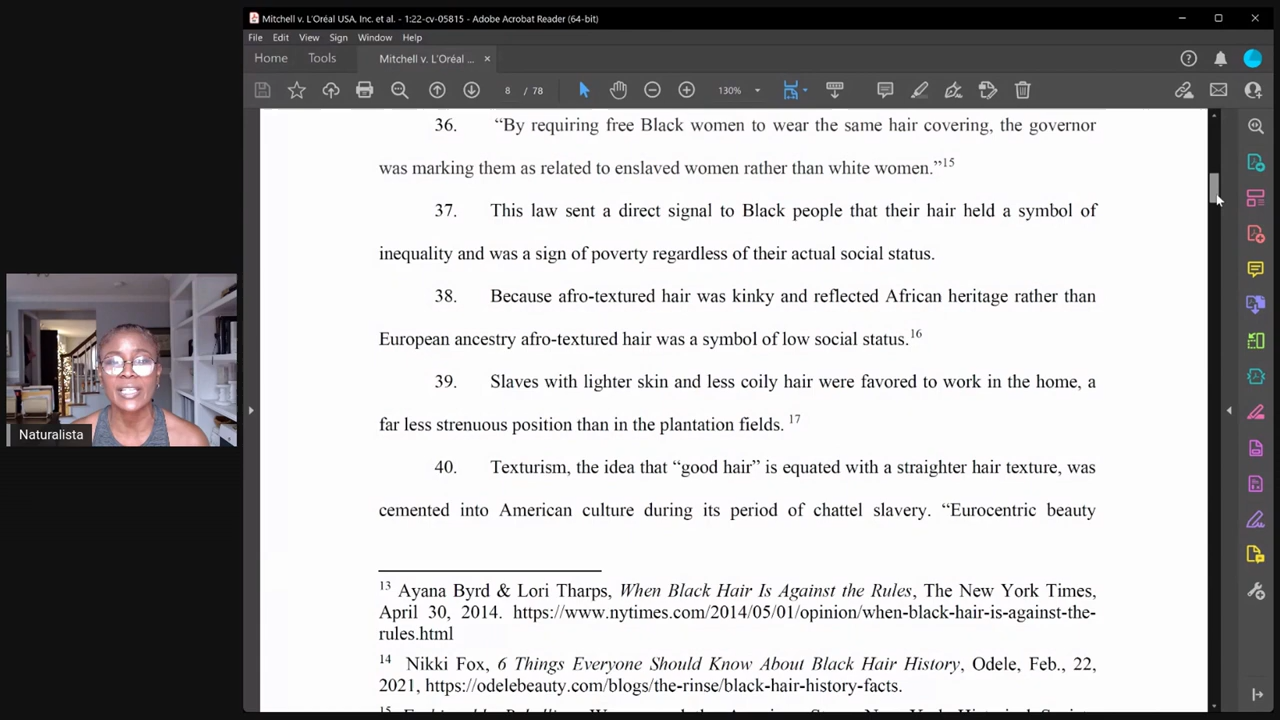 Mitchell v. L'Oréal USA, Inc. et al. - 1:22-cv-05815 - Adobe Acrobat Reader (64-bit)
File Edit View Sign Window Help
Home Tools Mitchell v. L'Oréal ... ×
8 / 78 130%
36. “By requiring free Black women to wear the same hair covering, the governor
was marking them as related to enslaved women rather than white women.”15
37. This law sent a direct signal to Black people that their hair held a symbol of
inequality and was a sign of poverty regardless of their actual social status.
38. Because afro-textured hair was kinky and reflected African heritage rather than
European ancestry afro-textured hair was a symbol of low social status.16
39. Slaves with lighter skin and less coily hair were favored to work in the home, a
far less strenuous position than in the plantation fields. 17
Naturalista
40. Texturism, the idea that “good hair” is equated with a straighter hair texture, was
cemented into American culture during its period of chattel slavery. “Eurocentric beauty
13 Ayana Byrd & Lori Tharps, When Black Hair Is Against the Rules, The New York Times,
April 30, 2014. https://www.nytimes.com/2014/05/01/opinion/when-black-hair-is-against-the-
rules.html
14 Nikki Fox, 6 Things Everyone Should Know About Black Hair History, Odele, Feb., 22,
2021, https://odelebeauty.com/blogs/the-rinse/black-hair-history-facts.